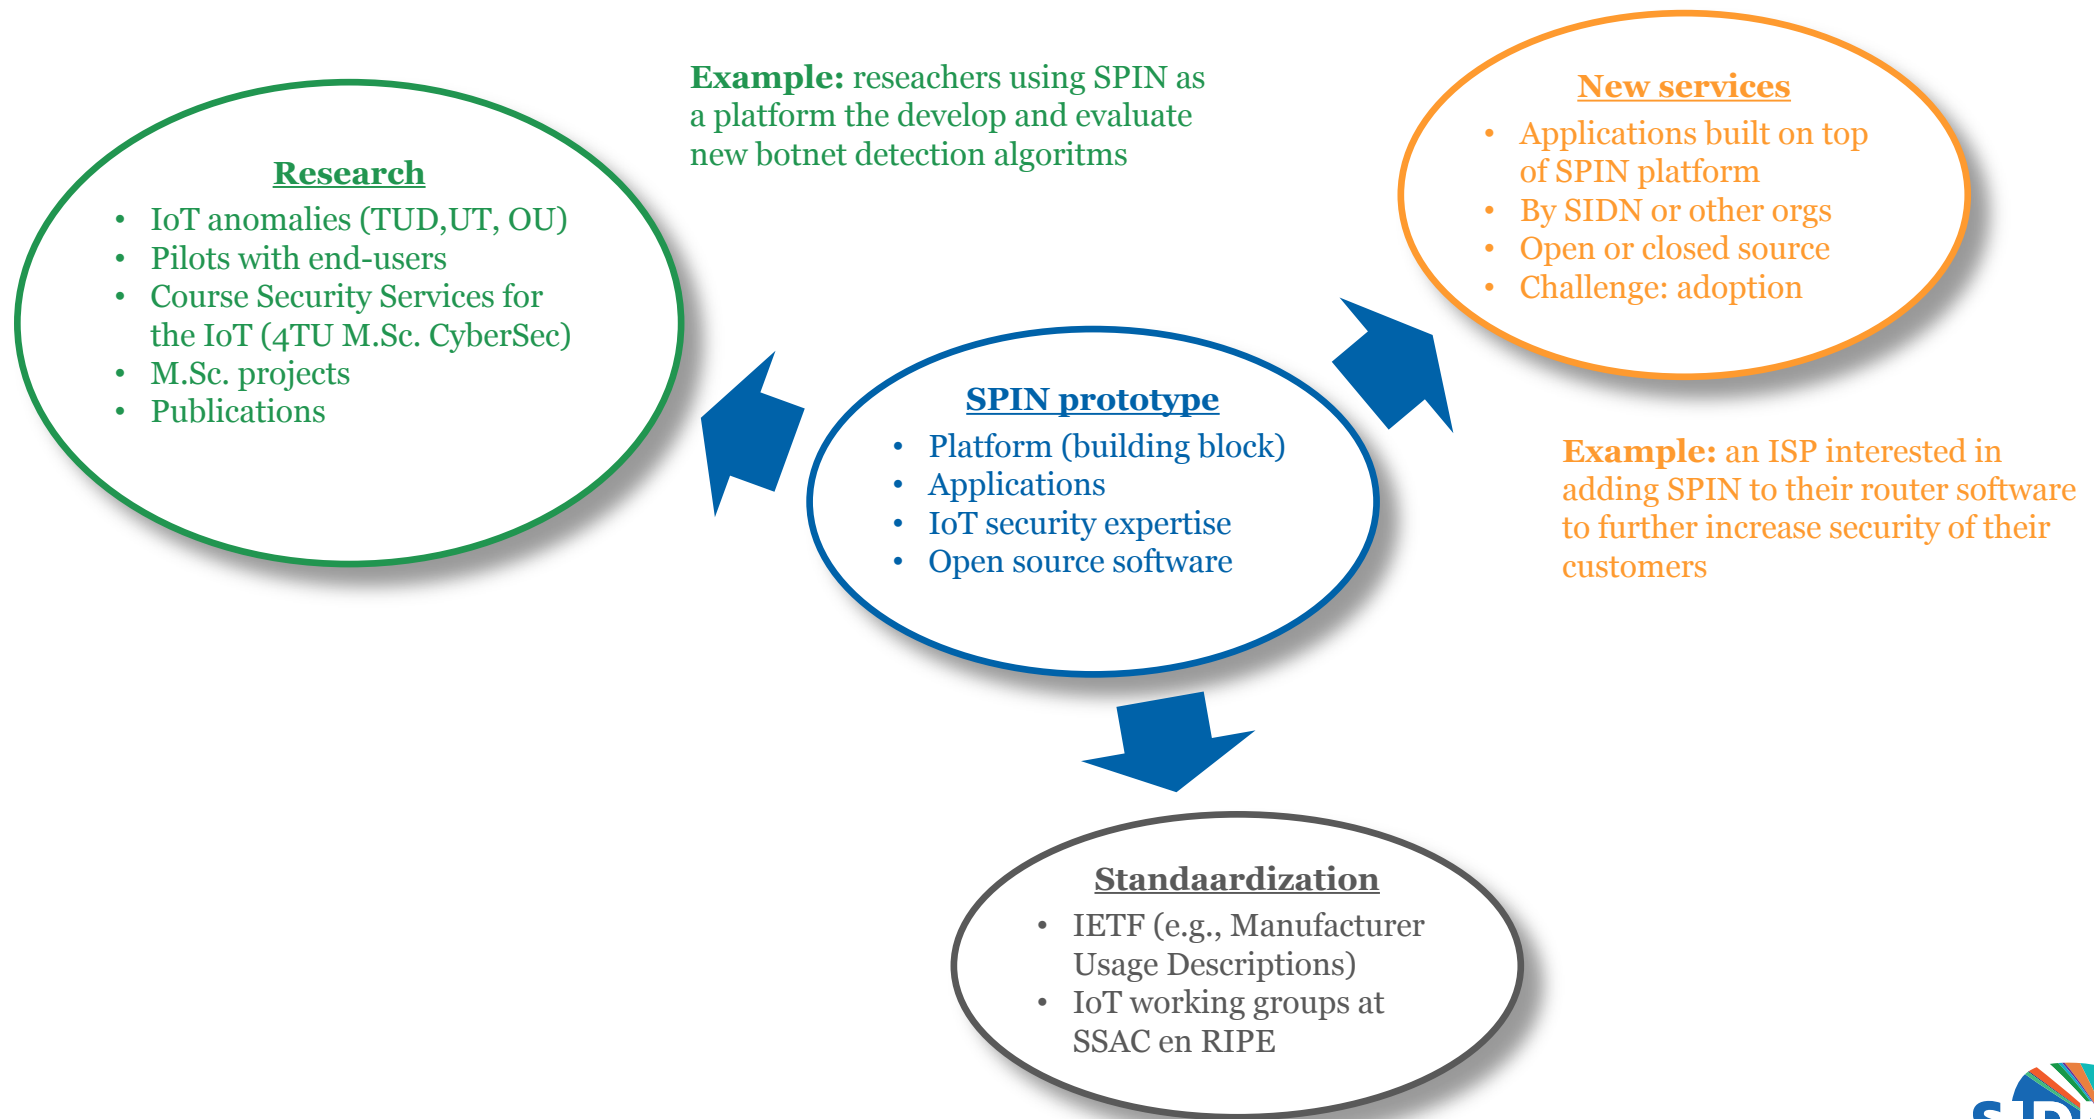 Example: reseachers using SPIN as
a platform the develop and evaluate
new botnet detection algoritms
Research
• IoT anomalies (TUD,UT, OU)
• Pilots with end-users
• Course Security Services for
the IoT (4TU M.Sc. CyberSec)
• M.Sc. projects
• Publications
New services
• Applications built on top
of SPIN platform
• By SIDN or other orgs
• Open or closed source
• Challenge: adoption
SPIN prototype
• Platform (building block)
• Applications
• IoT security expertise
• Open source software
Example: an ISP interested in
adding SPIN to their router software
to further increase security of their
customers
Standaardization
• IETF (e.g., Manufacturer
Usage Descriptions)
• IoT working groups at
SSAC en RIPE